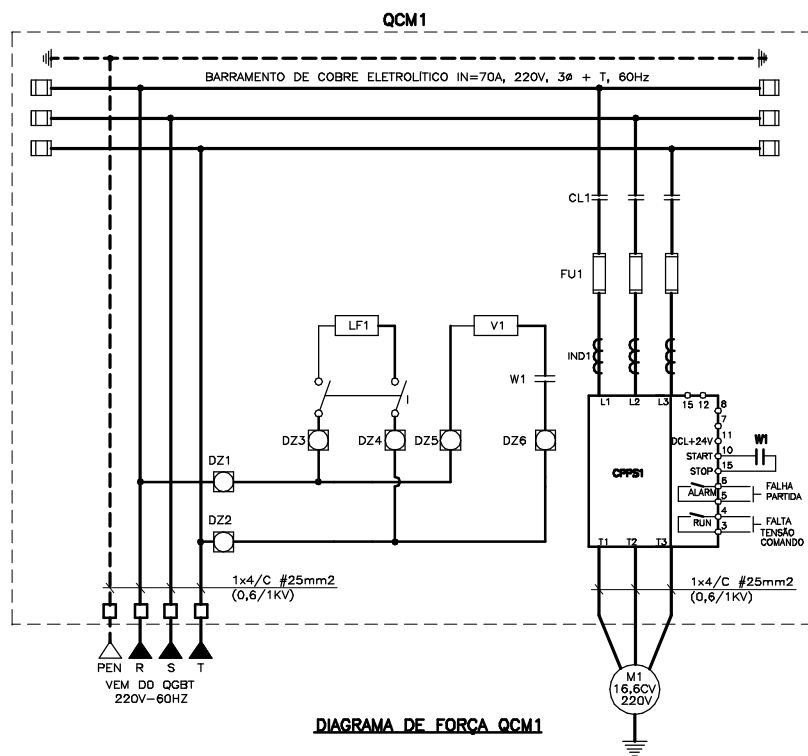 QCM1
BARRAMENTO DE COBRE ELETROLÍTICO IN=70A, 220V, 3ø + T, 60Hz
CL1
FU1
LF1
V1
IND1
W1
I
L1 L2 L3
15 12
8
7
DZ3 DZ4 DZ5 DZ6
DCL+24V 11
START 10
W1
STOP 15
CPPS1
DZ1
6
ALARM
5
FALHA
PARTIDA
DZ2
4
RUN
3
FALTA
TENSÃO
COMANDO
T1 T2 T3
1x4/C #25mm2
(0,6/1KV)
1x4/C #25mm2
(0,6/1KV)
PEN R S T
VEM DO QGBT
220V-60HZ
M1
16,6CV
220V
DIAGRAMA DE FORÇA QCM1